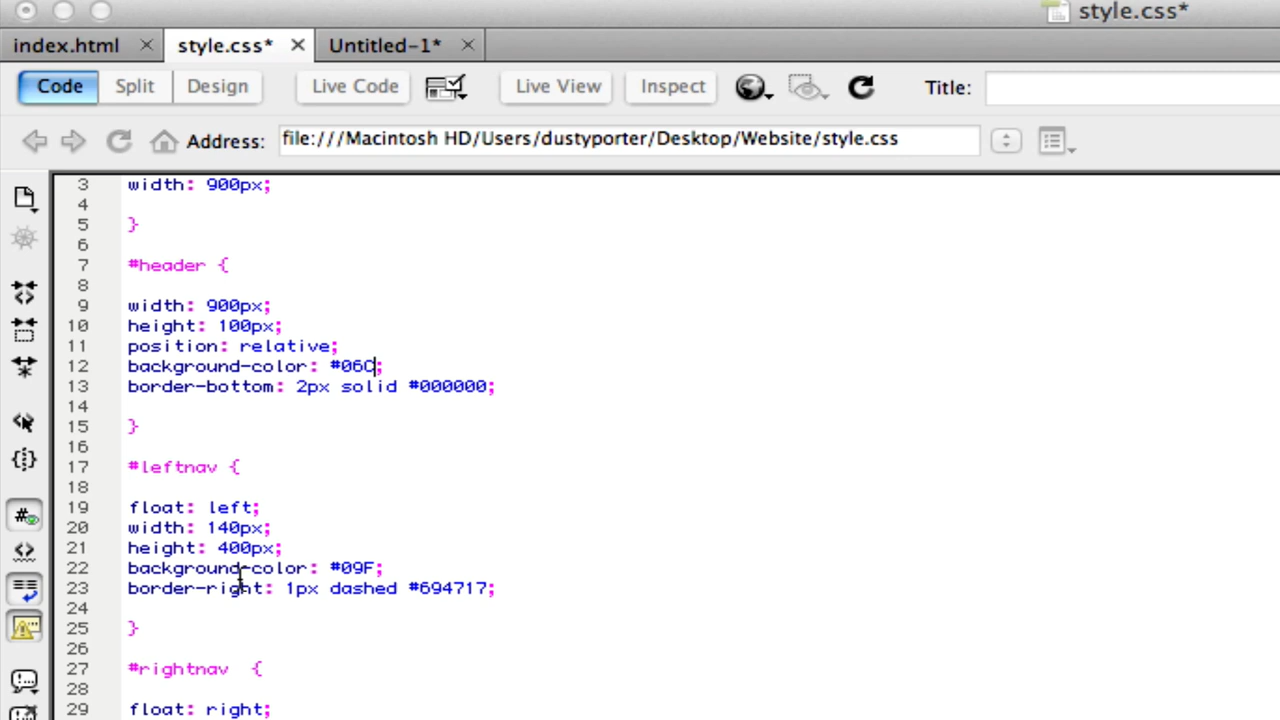 style.css*
index.html style.css* Untitled-1*
Code Split Design Live Code Live View Inspect Title:
Address: file:///Macintosh HD/Users/dustyporter/Desktop/Website/style.css
3 width: 900px;
4
5 }
6
7 #header {
8
9 width: 900px;
10 height: 100px;
11 position: relative;
12 background-color: #06C;
13 border-bottom: 2px solid #000000;
14
15 }
16
17 #leftnav {
18
19 float: left;
20 width: 140px;
21 height: 400px;
22 background-color: #09F;
23 border-right: 1px dashed #694717;
24
25 }
26
27 #rightnav  {
28
29 float: right;